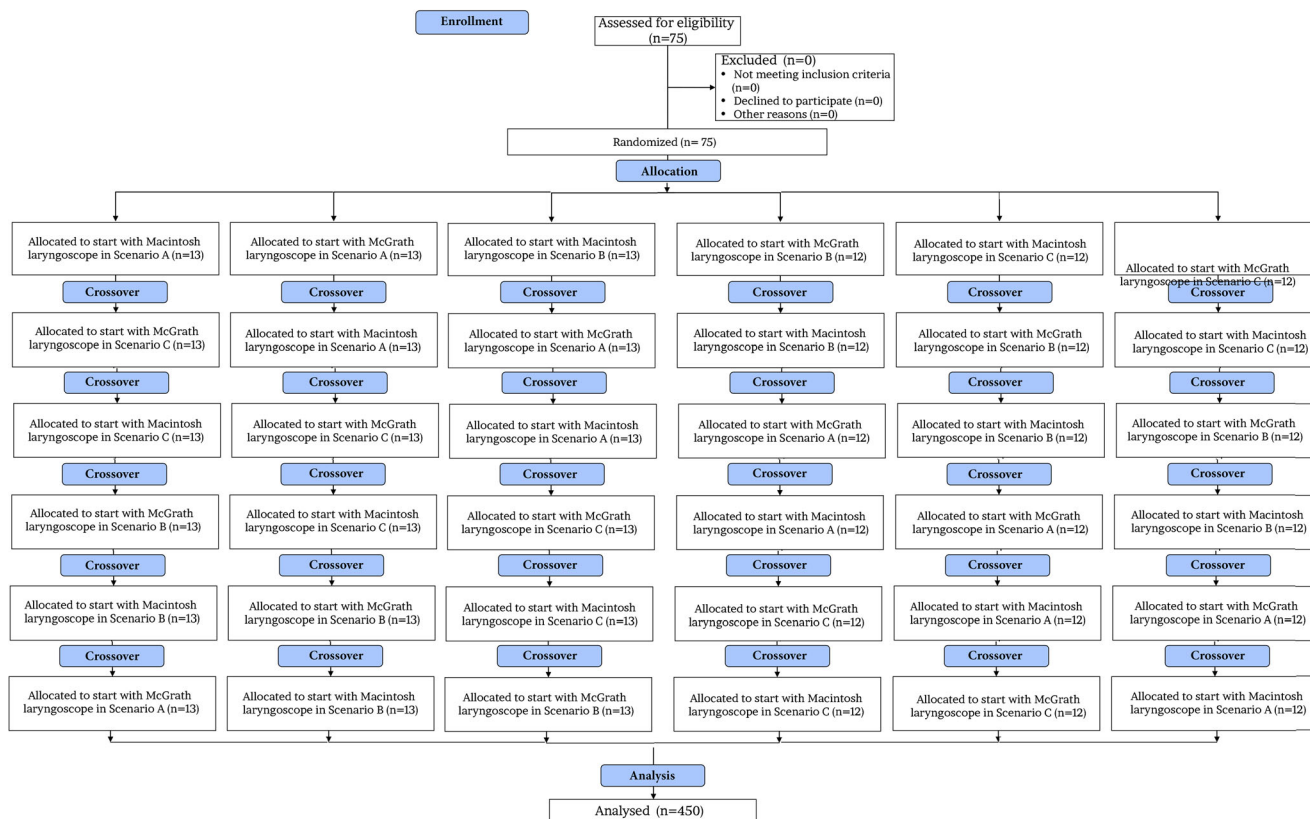 Enrollment
Assessed for eligibility
(n=75)
Excluded (n=0)
• Not meeting inclusion criteria
(n=0)
• Declined to participate (n=0)
• Other reasons (n=0)
Randomized (n= 75)
Allocation
Allocated to start with Macintosh
laryngoscope in Scenario A (n=13)
Allocated to start with McGrath
laryngoscope in Scenario A (n=13)
Allocated to start with Macintosh
laryngoscope in Scenario B (n=13)
Allocated to start with McGrath
laryngoscope in Scenario B (n=12)
Allocated to start with Macintosh
laryngoscope in Scenario C (n=12)
Allocated to start with McGrath
laryngoscope in Scenario C (n=12)
Crossover
Crossover
Crossover
Crossover
Crossover
Crossover
Allocated to start with McGrath
laryngoscope in Scenario C (n=13)
Allocated to start with Macintosh
laryngoscope in Scenario A (n=13)
Allocated to start with McGrath
laryngoscope in Scenario A (n=13)
Allocated to start with Macintosh
laryngoscope in Scenario B (n=12)
Allocated to start with McGrath
laryngoscope in Scenario B (n=12)
Allocated to start with Macintosh
laryngoscope in Scenario C (n=12)
Crossover
Crossover
Crossover
Crossover
Crossover
Crossover
Allocated to start with Macintosh
laryngoscope in Scenario C (n=13)
Allocated to start with McGrath
laryngoscope in Scenario C (n=13)
Allocated to start with Macintosh
laryngoscope in Scenario A (n=13)
Allocated to start with McGrath
laryngoscope in Scenario A (n=12)
Allocated to start with Macintosh
laryngoscope in Scenario B (n=12)
Allocated to start with McGrath
laryngoscope in Scenario B (n=12)
Crossover
Crossover
Crossover
Crossover
Crossover
Crossover
Allocated to start with McGrath
laryngoscope in Scenario B (n=13)
Allocated to start with Macintosh
laryngoscope in Scenario C (n=13)
Allocated to start with McGrath
laryngoscope in Scenario C (n=13)
Allocated to start with Macintosh
laryngoscope in Scenario A (n=12)
Allocated to start with McGrath
laryngoscope in Scenario A (n=12)
Allocated to start with Macintosh
laryngoscope in Scenario B (n=12)
Crossover
Crossover
Crossover
Crossover
Crossover
Crossover
Allocated to start with Macintosh
laryngoscope in Scenario B (n=13)
Allocated to start with McGrath
laryngoscope in Scenario B (n=13)
Allocated to start with Macintosh
laryngoscope in Scenario C (n=13)
Allocated to start with McGrath
laryngoscope in Scenario C (n=12)
Allocated to start with Macintosh
laryngoscope in Scenario A (n=12)
Allocated to start with McGrath
laryngoscope in Scenario A (n=12)
Crossover
Crossover
Crossover
Crossover
Crossover
Crossover
Allocated to start with McGrath
laryngoscope in Scenario A (n=13)
Allocated to start with Macintosh
laryngoscope in Scenario B (n=13)
Allocated to start with McGrath
laryngoscope in Scenario B (n=13)
Allocated to start with Macintosh
laryngoscope in Scenario C (n=12)
Allocated to start with McGrath
laryngoscope in Scenario C (n=12)
Allocated to start with Macintosh
laryngoscope in Scenario A (n=12)
Analysis
Analysed (n=450)